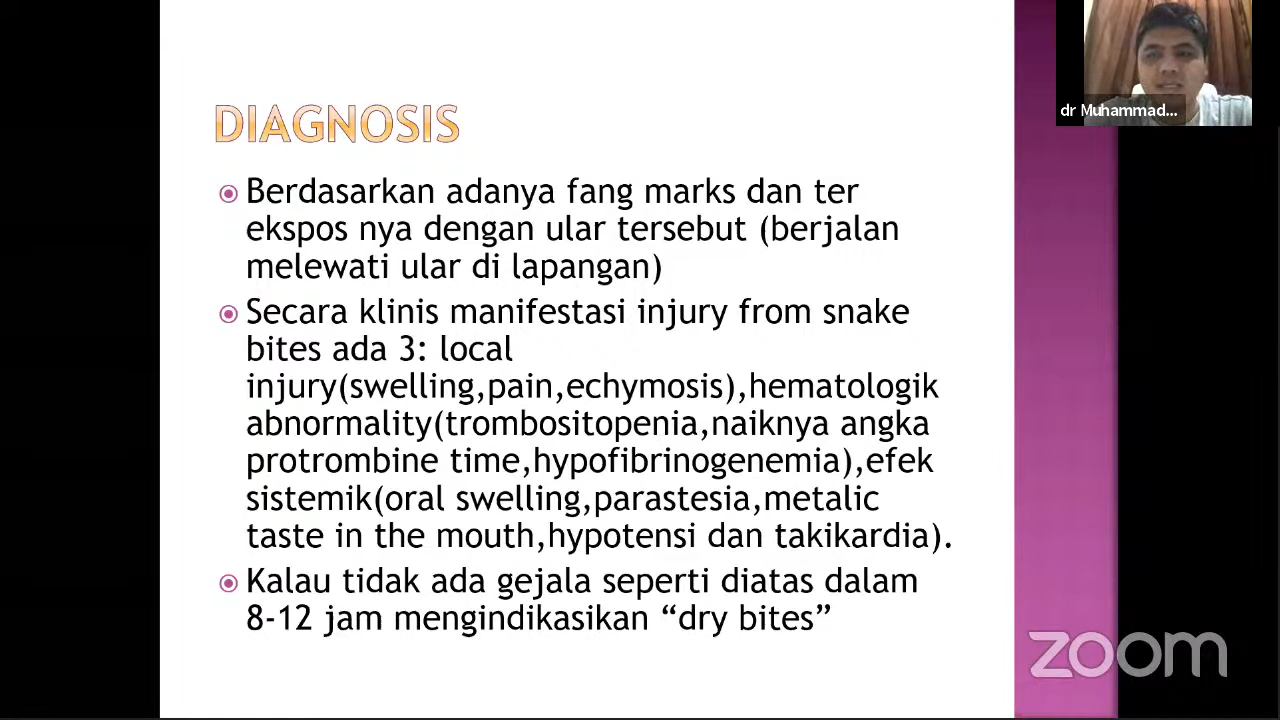 DIAGNOSIS
Berdasarkan adanya fang marks dan ter
ekspos nya dengan ular tersebut (berjalan
melewati ular di lapangan)
Secara klinis manifestasi injury from snake
bites ada 3: local
injury(swelling,pain,echymosis),hematologik
abnormality(trombositopenia,naiknya angka
protrombine time,hypofibrinogenemia),efek
sistemik(oral swelling,parastesia,metalic
taste in the mouth,hypotensi dan takikardia).
Kalau tidak ada gejala seperti diatas dalam
8-12 jam mengindikasikan “dry bites”
dr Muhammad...
zoom